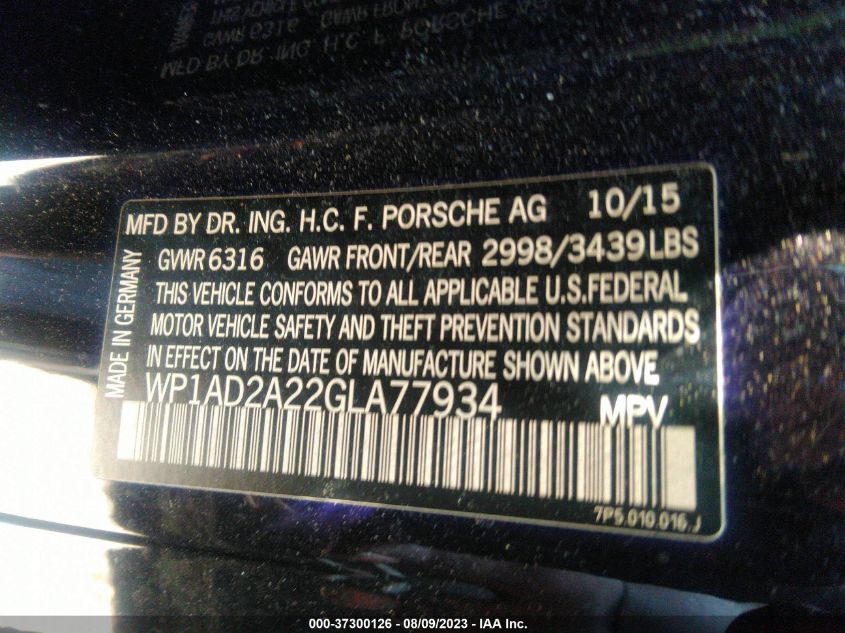 MFD BY DR. ING. H.C. F. PORSCHE AG 10/15
GVWR 6316 GAWR FRONT/REAR 2998/3439 LBS
THIS VEHICLE CONFORMS TO ALL APPLICABLE U.S.FEDERAL
MOTOR VEHICLE SAFETY AND THEFT PREVENTION STANDARDS
IN EFFECT ON THE DATE OF MANUFACTURE SHOWN ABOVE
WP1AD2A22GLA77934 MPV
MADE IN GERMANY
7P5.010.016.J
000-37300126 - 08/09/2023 - © IAA Inc.